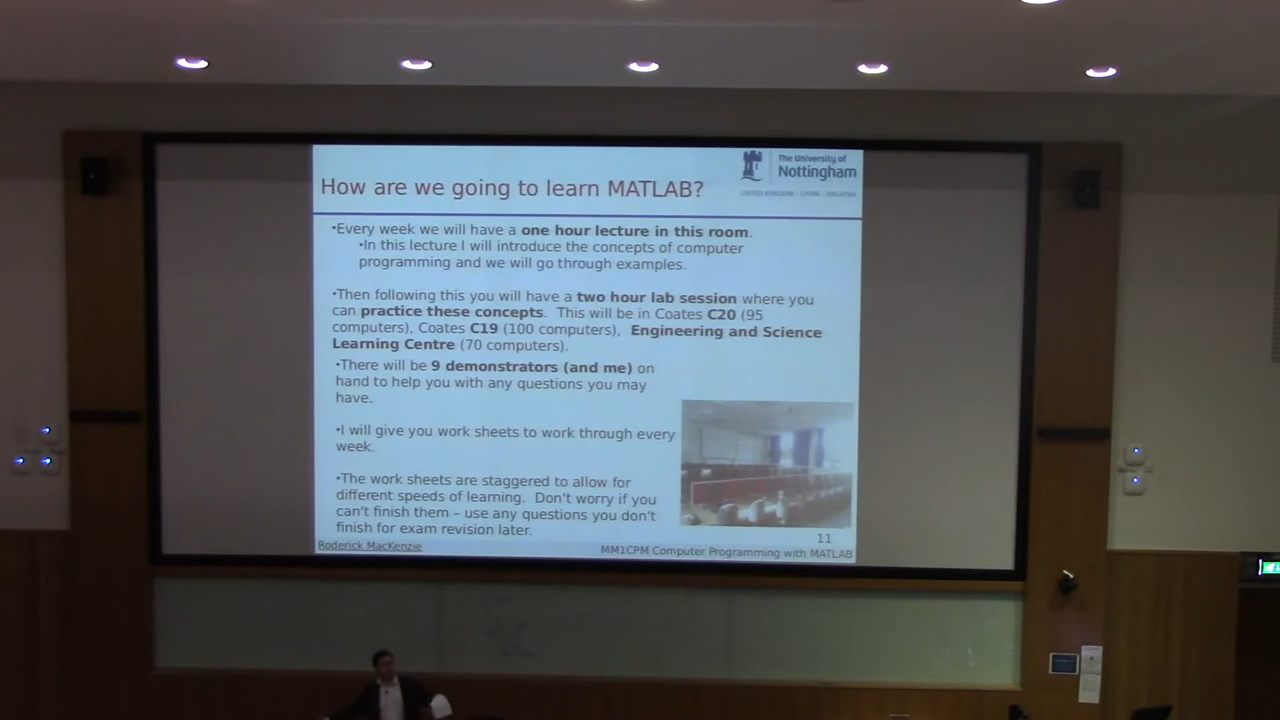 The University of
Nottingham
UNITED KINGDOM · CHINA · MALAYSIA
How are we going to learn MATLAB?
•Every week we will have a one hour lecture in this room.
•In this lecture I will introduce the concepts of computer
programming and we will go through examples.
•Then following this you will have a two hour lab session where you
can practice these concepts. This will be in Coates C20 (95
computers), Coates C19 (100 computers), Engineering and Science
Learning Centre (70 computers).
•There will be 9 demonstrators (and me) on
hand to help you with any questions you may
have.
•I will give you work sheets to work through every
week.
•The work sheets are staggered to allow for
different speeds of learning. Don't worry if you
can't finish them – use any questions you don't
finish for exam revision later.
11
Roderick MacKenzie
MM1CPM Computer Programming with MATLAB